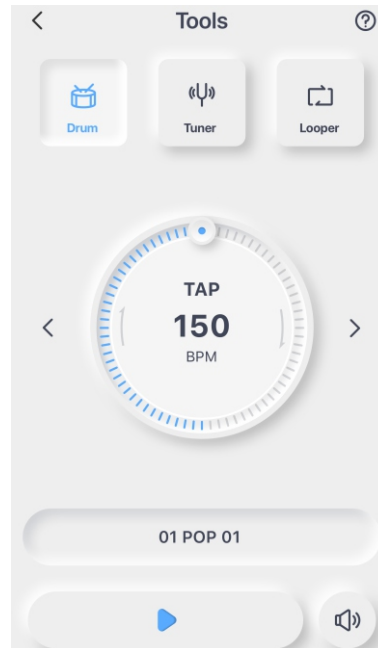 Tools
Drum Tuner Looper
TAP
150
BPM
01 POP 01